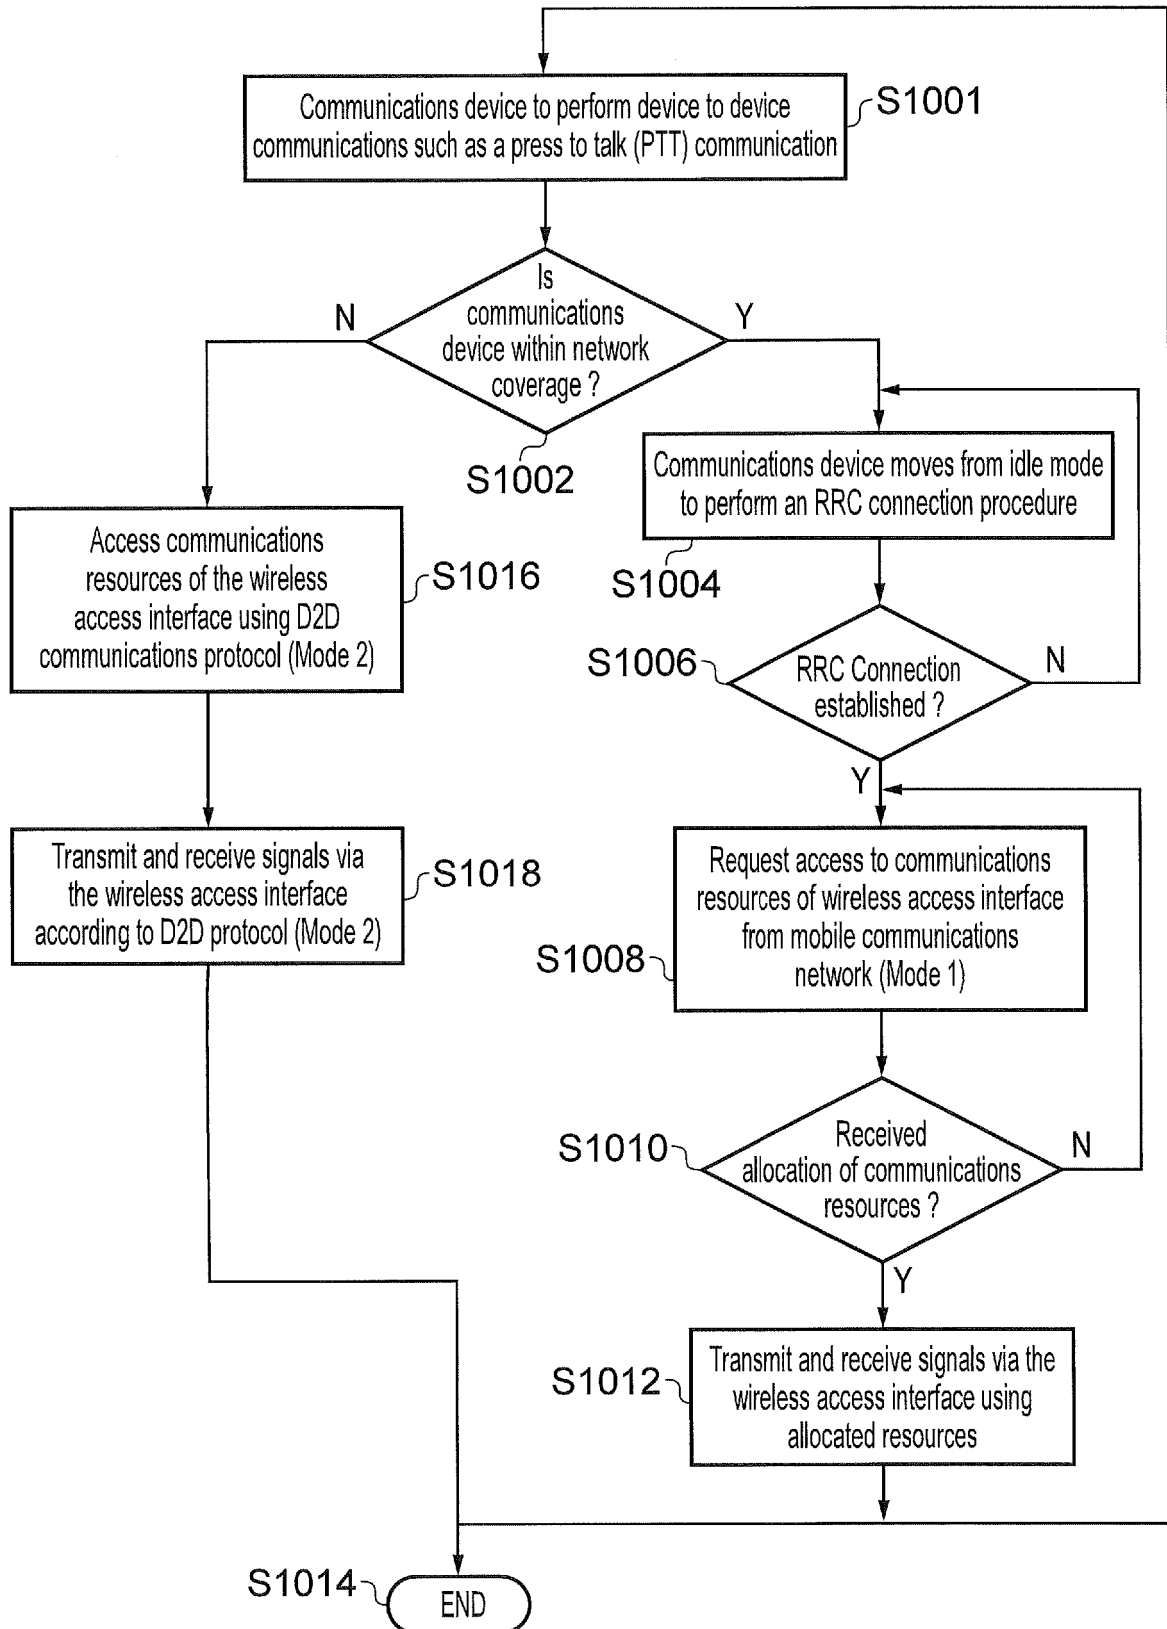 Communications device to perform device to device
communications such as a press to talk (PTT) communication
S1001
Is
communications
device within network
coverage ?
N
Y
S1002
Communications device moves from idle mode
to perform an RRC connection procedure
S1004
Access communications
resources of the wireless
access interface using D2D
communications protocol (Mode 2)
S1016
RRC Connection
established ?
S1006
N
Y
Transmit and receive signals via
the wireless access interface
according to D2D protocol (Mode 2)
S1018
Request access to communications
resources of wireless access interface
from mobile communications
network (Mode 1)
S1008
Received
allocation of communications
resources ?
S1010
N
Y
Transmit and receive signals via the
wireless access interface using
allocated resources
S1012
S1014
END